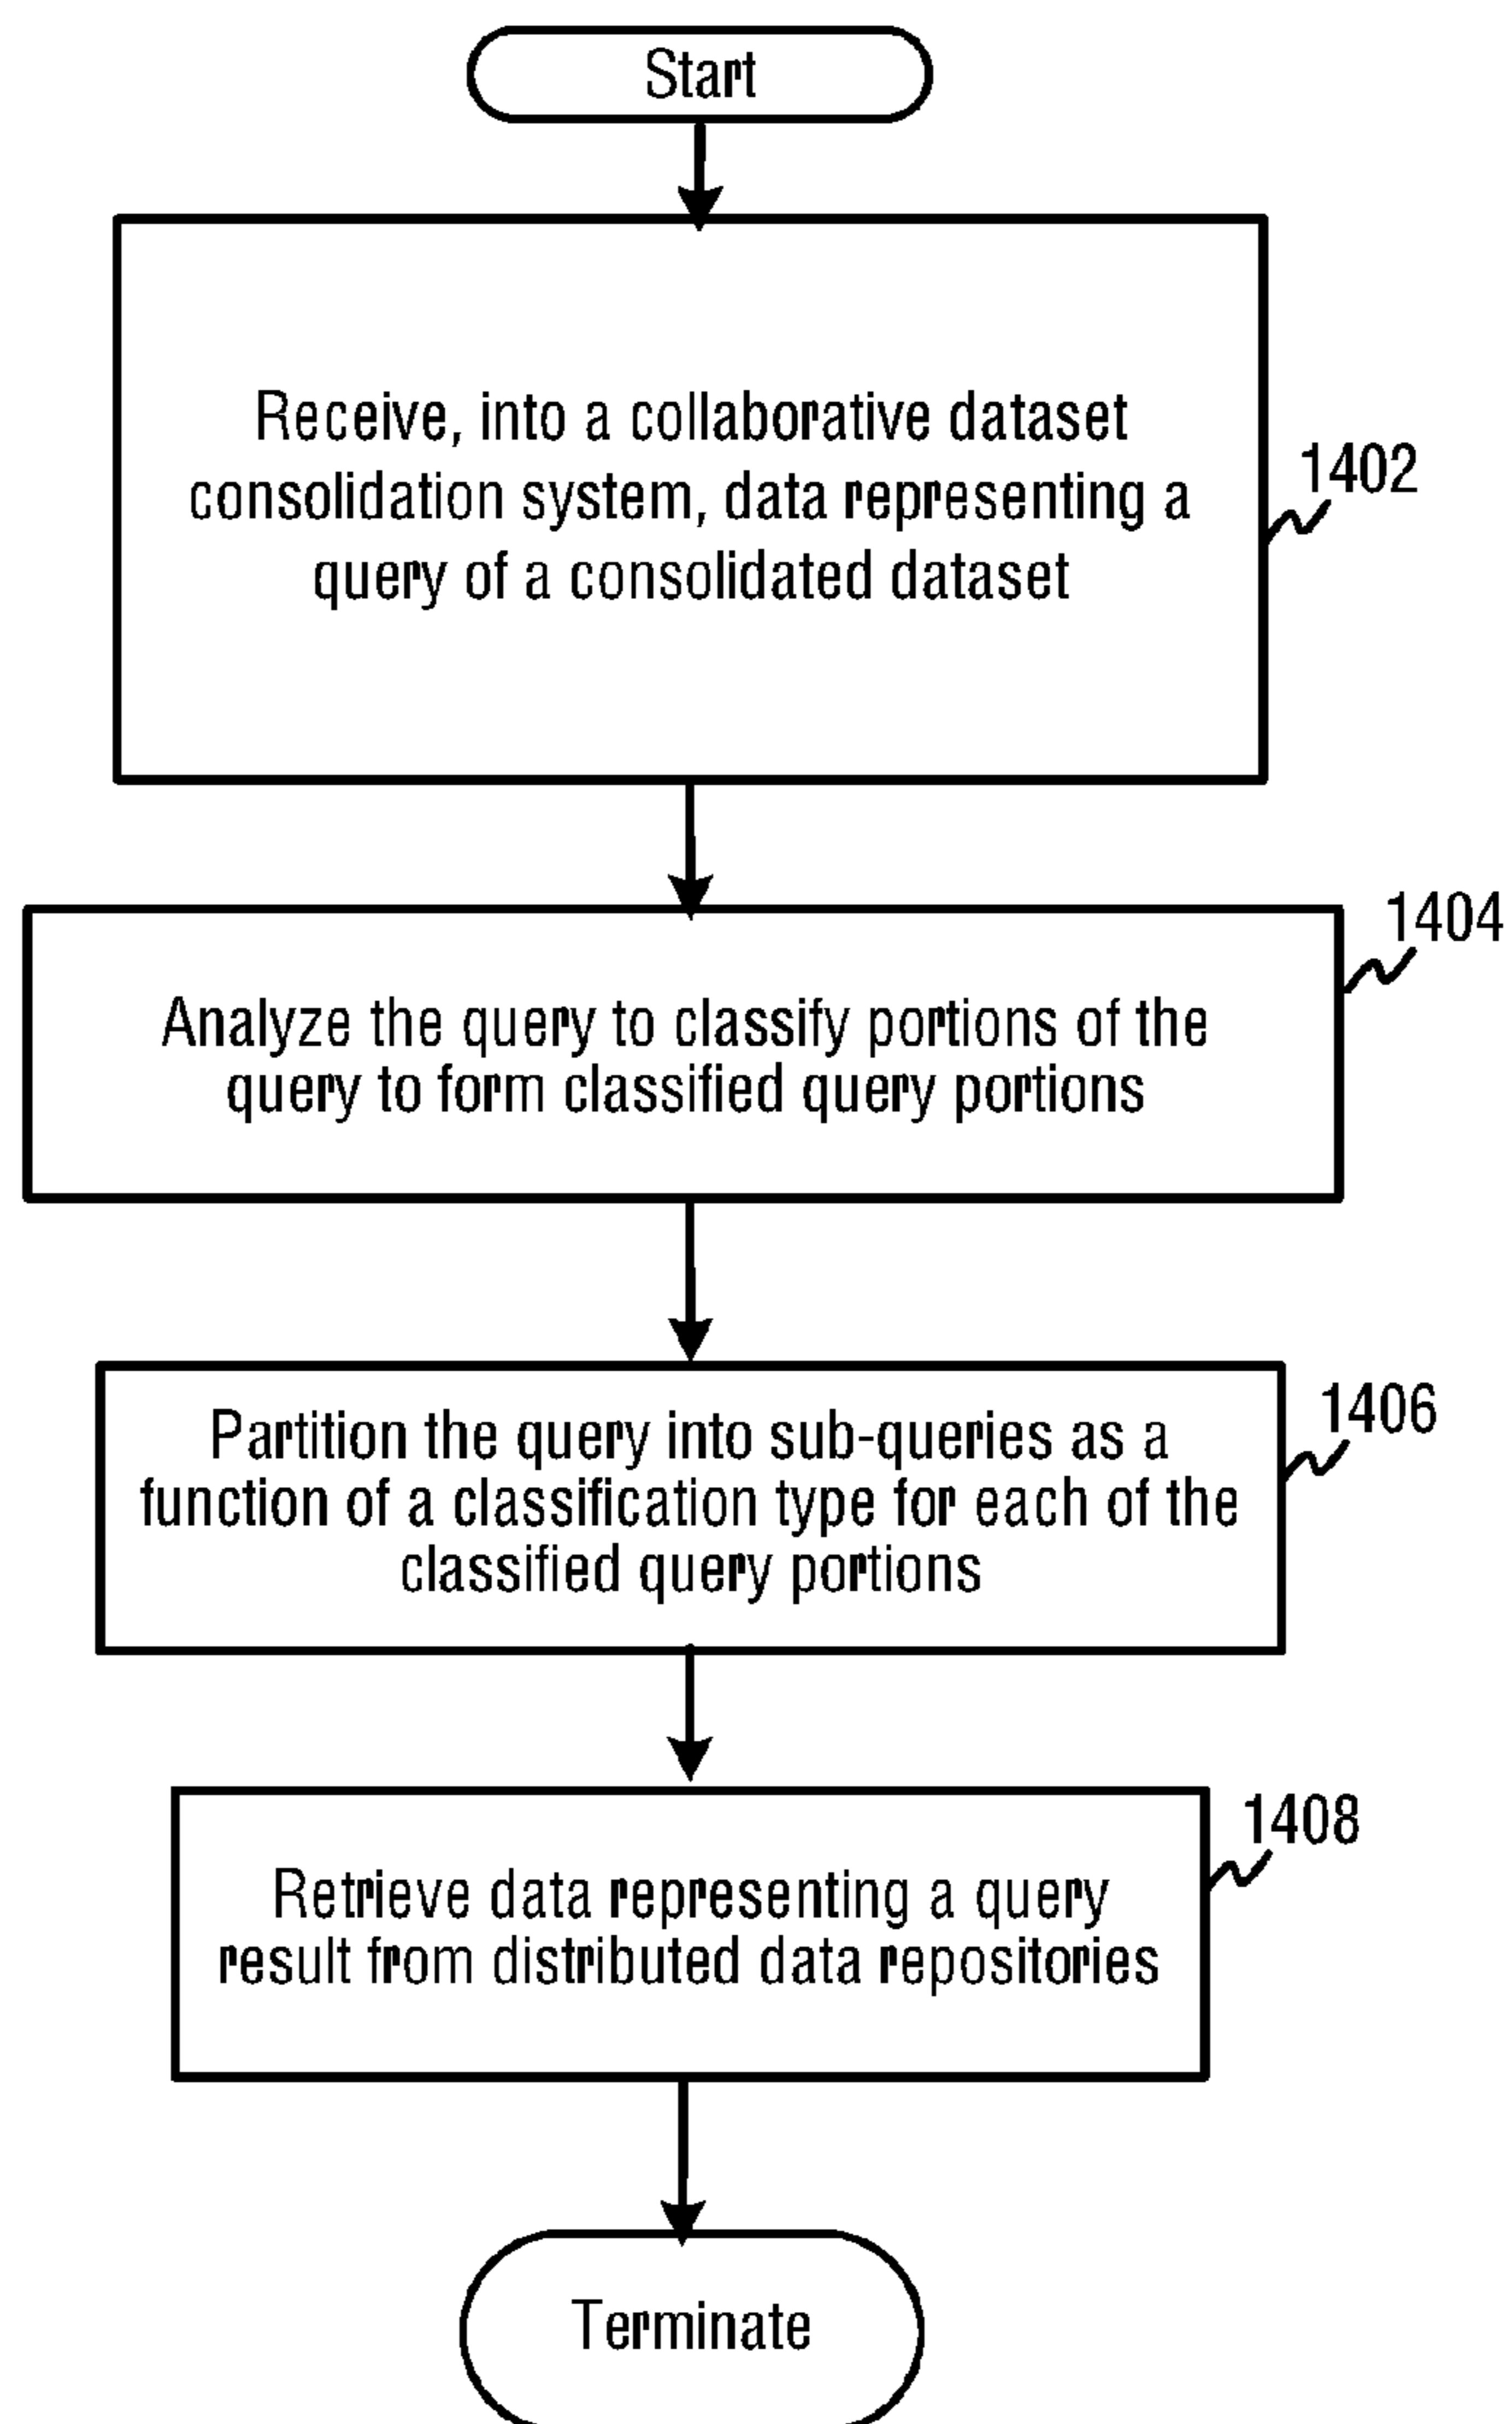 Start
Receive, into a collaborative dataset
consolidation system, data representing a
query of a consolidated dataset
1402
Analyze the query to classify portions of the
query to form classified query portions
1404
Partition the query into sub-queries as a
function of a classification type for each of the
classified query portions
1406
Retrieve data representing a query
result from distributed data repositories
1408
Terminate